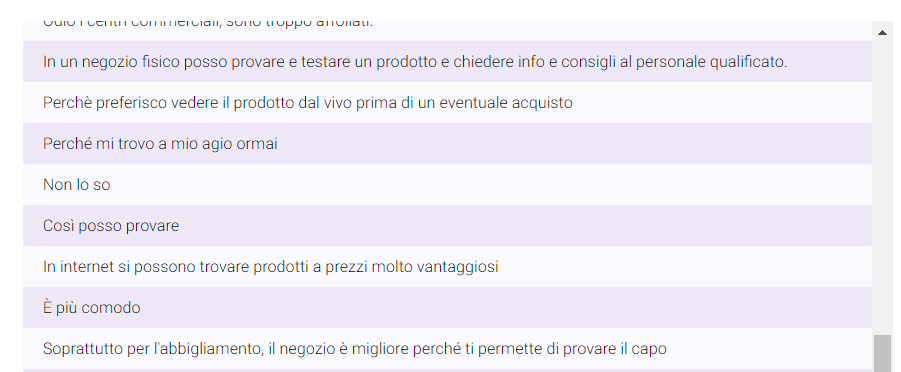 Odio i centri commerciali, sono troppo affollati.
In un negozio fisico posso provare e testare un prodotto e chiedere info e consigli al personale qualificato.
Perchè preferisco vedere il prodotto dal vivo prima di un eventuale acquisto
Perché mi trovo a mio agio ormai
Non lo so
Così posso provare
In internet si possono trovare prodotti a prezzi molto vantaggiosi
È più comodo
Soprattutto per l'abbigliamento, il negozio è migliore perché ti permette di provare il capo